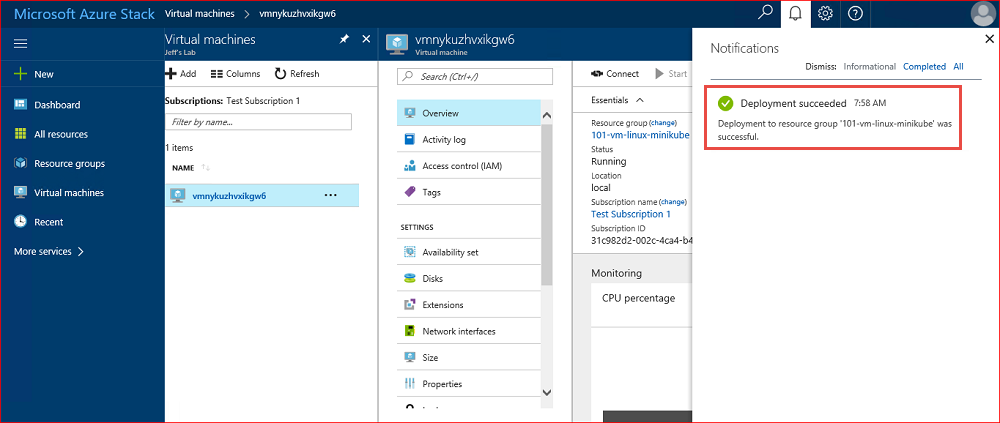 Microsoft Azure Stack
Virtual machines
vmnykuzhvxikgw6
New
Dashboard
All resources
Resource groups
Virtual machines
Recent
More services
Virtual machines
Jeff's Lab
Add
Columns
Refresh
Subscriptions: Test Subscription 1
Filter by name...
1 items
NAME
vmnykuzhvxikgw6
vmnykuzhvxikgw6
Virtual machine
Search (Ctrl+/)
Overview
Activity log
Access control (IAM)
Tags
SETTINGS
Availability set
Disks
Extensions
Network interfaces
Size
Properties
Connect
Start
Essentials
Resource group (change)
101-vm-linux-minikube
Status
Running
Location
local
Subscription name (change)
Test Subscription 1
Subscription ID
31c982d2-002c-4ca4-b4
Monitoring
CPU percentage
Notifications
Dismiss: Informational Completed All
Deployment succeeded 7:58 AM
Deployment to resource group '101-vm-linux-minikube' was
successful.